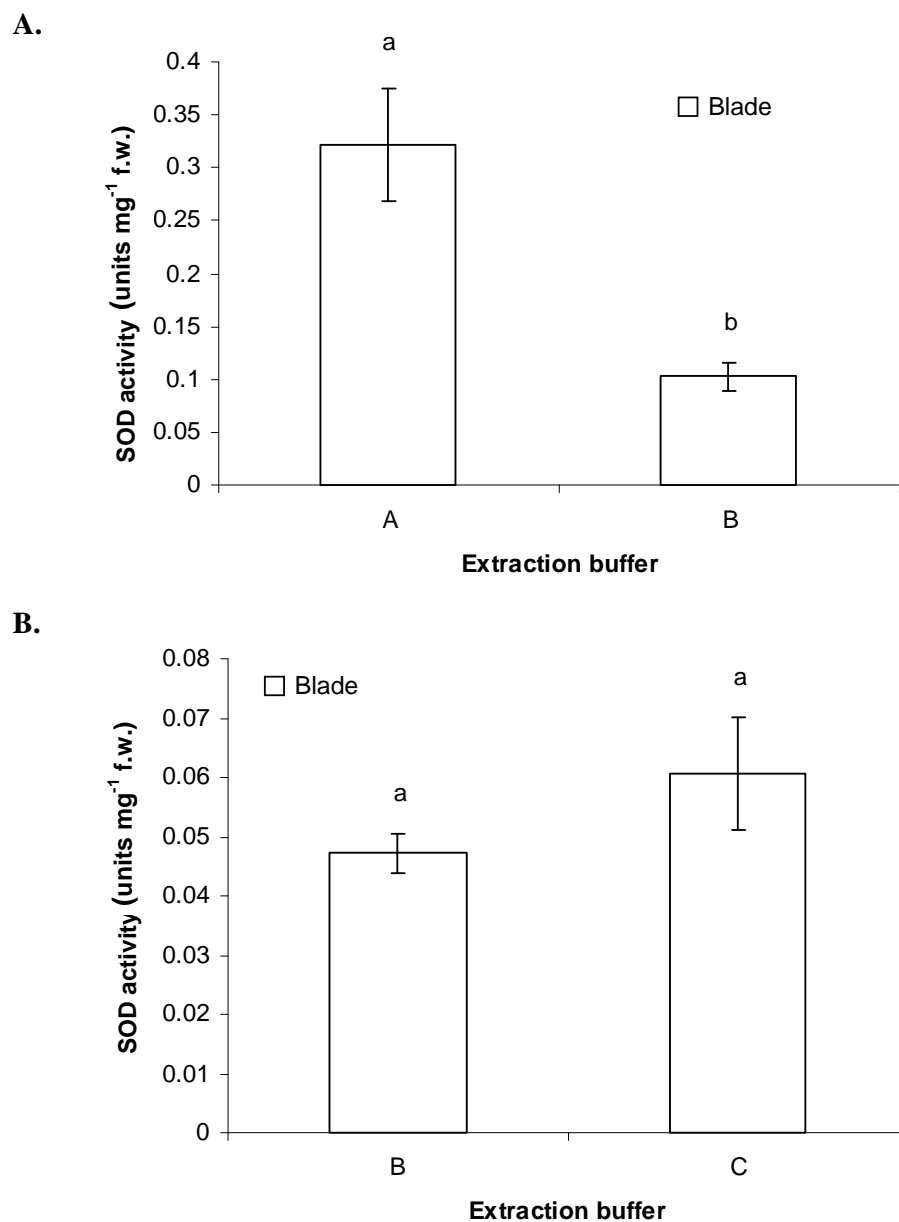 A.
a
0.4
Blade
0.35
0.3
0.25
0.2
b
0.15
0.1
0.05
0
SOD activity (units mg-1 f.w.)
A B
Extraction buffer
B.
0.08
Blade
a
0.07
0.06
a
0.05
0.04
0.03
0.02
0.01
0
SOD activity (units mg-1 f.w.)
B C
Extraction buffer